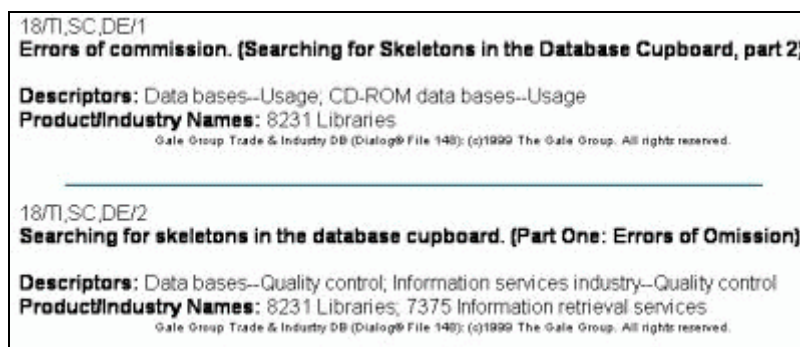 18/TI,SC,DE/1
Errors of commission. (Searching for Skeletons in the Database Cupboard, part 2)
Descriptors: Data bases--Usage; CD-ROM data bases--Usage
Product/Industry Names: 8231 Libraries
Gale Group Trade & Industry DB (Dialog® File 148): (c)1999 The Gale Group. All rights reserved.
18/TI,SC,DE/2
Searching for skeletons in the database cupboard. (Part One: Errors of Omission)
Descriptors: Data bases--Quality control; Information services industry--Quality control
Product/Industry Names: 8231 Libraries; 7375 Information retrieval services
Gale Group Trade & Industry DB (Dialog® File 148): (c)1999 The Gale Group. All rights reserved.